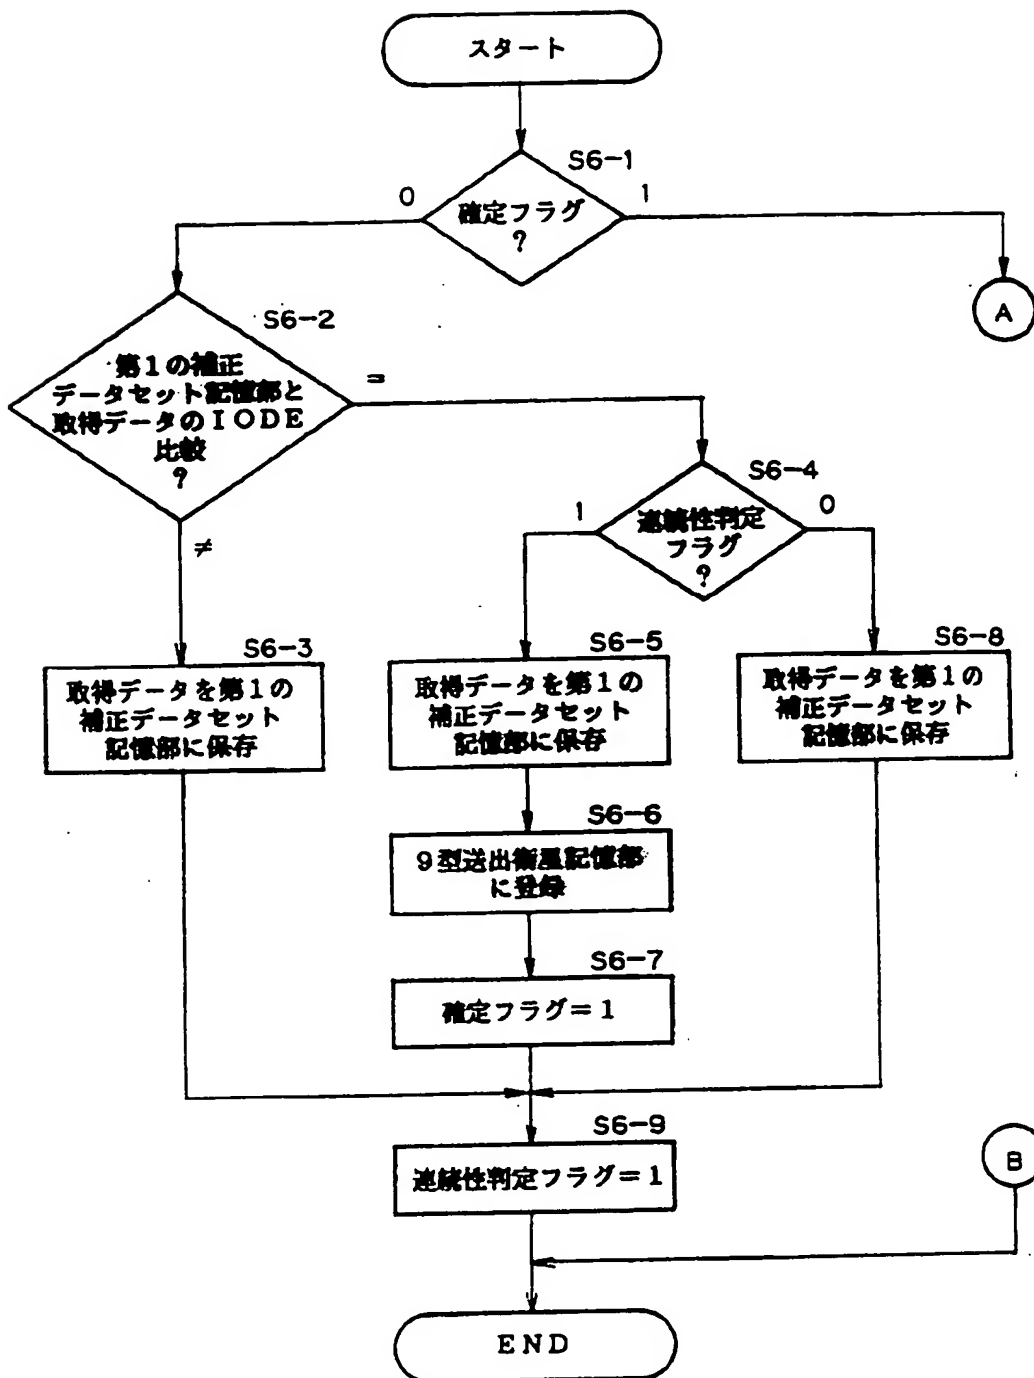 スタート
S6-1
0
1
確定フラグ
?
A
S6-2
第1の補正
データセット記憶部と
取得データのIODE
比較
?
=
≠
S6-4
1
0
連続性判定
フラグ
?
S6-3
取得データを第1の
補正データセット
記憶部に保存
S6-5
取得データを第1の
補正データセット
記憶部に保存
S6-8
取得データを第1の
補正データセット
記憶部に保存
S6-6
9型送出衛星記憶部
に登録
S6-7
確定フラグ=1
S6-9
連続性判定フラグ=1
B
END